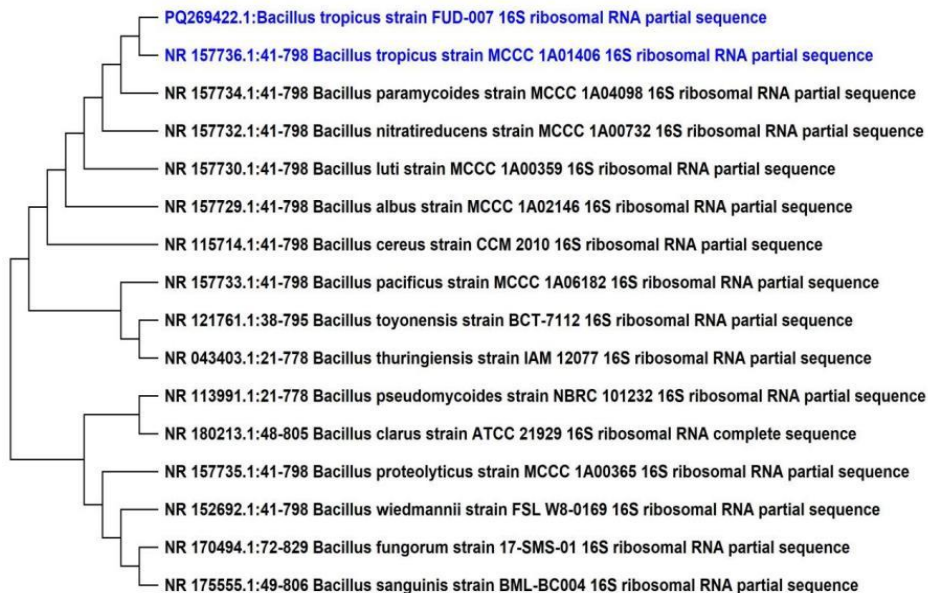 PQ269422.1:Bacillus tropicus strain FUD-007 16S ribosomal RNA partial sequence
NR 157736.1:41-798 Bacillus tropicus strain MCCC 1A01406 16S ribosomal RNA partial sequence
NR 157734.1:41-798 Bacillus paramycoides strain MCCC 1A04098 16S ribosomal RNA partial sequence
NR 157732.1:41-798 Bacillus nitratireducens strain MCCC 1A00732 16S ribosomal RNA partial sequence
NR 157730.1:41-798 Bacillus luti strain MCCC 1A00359 16S ribosomal RNA partial sequence
NR 157729.1:41-798 Bacillus albus strain MCCC 1A02146 16S ribosomal RNA partial sequence
NR 115714.1:41-798 Bacillus cereus strain CCM 2010 16S ribosomal RNA partial sequence
NR 157733.1:41-798 Bacillus pacificus strain MCCC 1A06182 16S ribosomal RNA partial sequence
NR 121761.1:38-795 Bacillus toyonensis strain BCT-7112 16S ribosomal RNA partial sequence
NR 043403.1:21-778 Bacillus thuringiensis strain IAM 12077 16S ribosomal RNA partial sequence
NR 113991.1:21-778 Bacillus pseudomycoides strain NBRC 101232 16S ribosomal RNA partial sequence
NR 180213.1:48-805 Bacillus clarus strain ATCC 21929 16S ribosomal RNA complete sequence
NR 157735.1:41-798 Bacillus proteolyticus strain MCCC 1A00365 16S ribosomal RNA partial sequence
NR 152692.1:41-798 Bacillus wiedmannii strain FSL W8-0169 16S ribosomal RNA partial sequence
NR 170494.1:72-829 Bacillus fungorum strain 17-SMS-01 16S ribosomal RNA partial sequence
NR 175555.1:49-806 Bacillus sanguinis strain BML-BC004 16S ribosomal RNA partial sequence